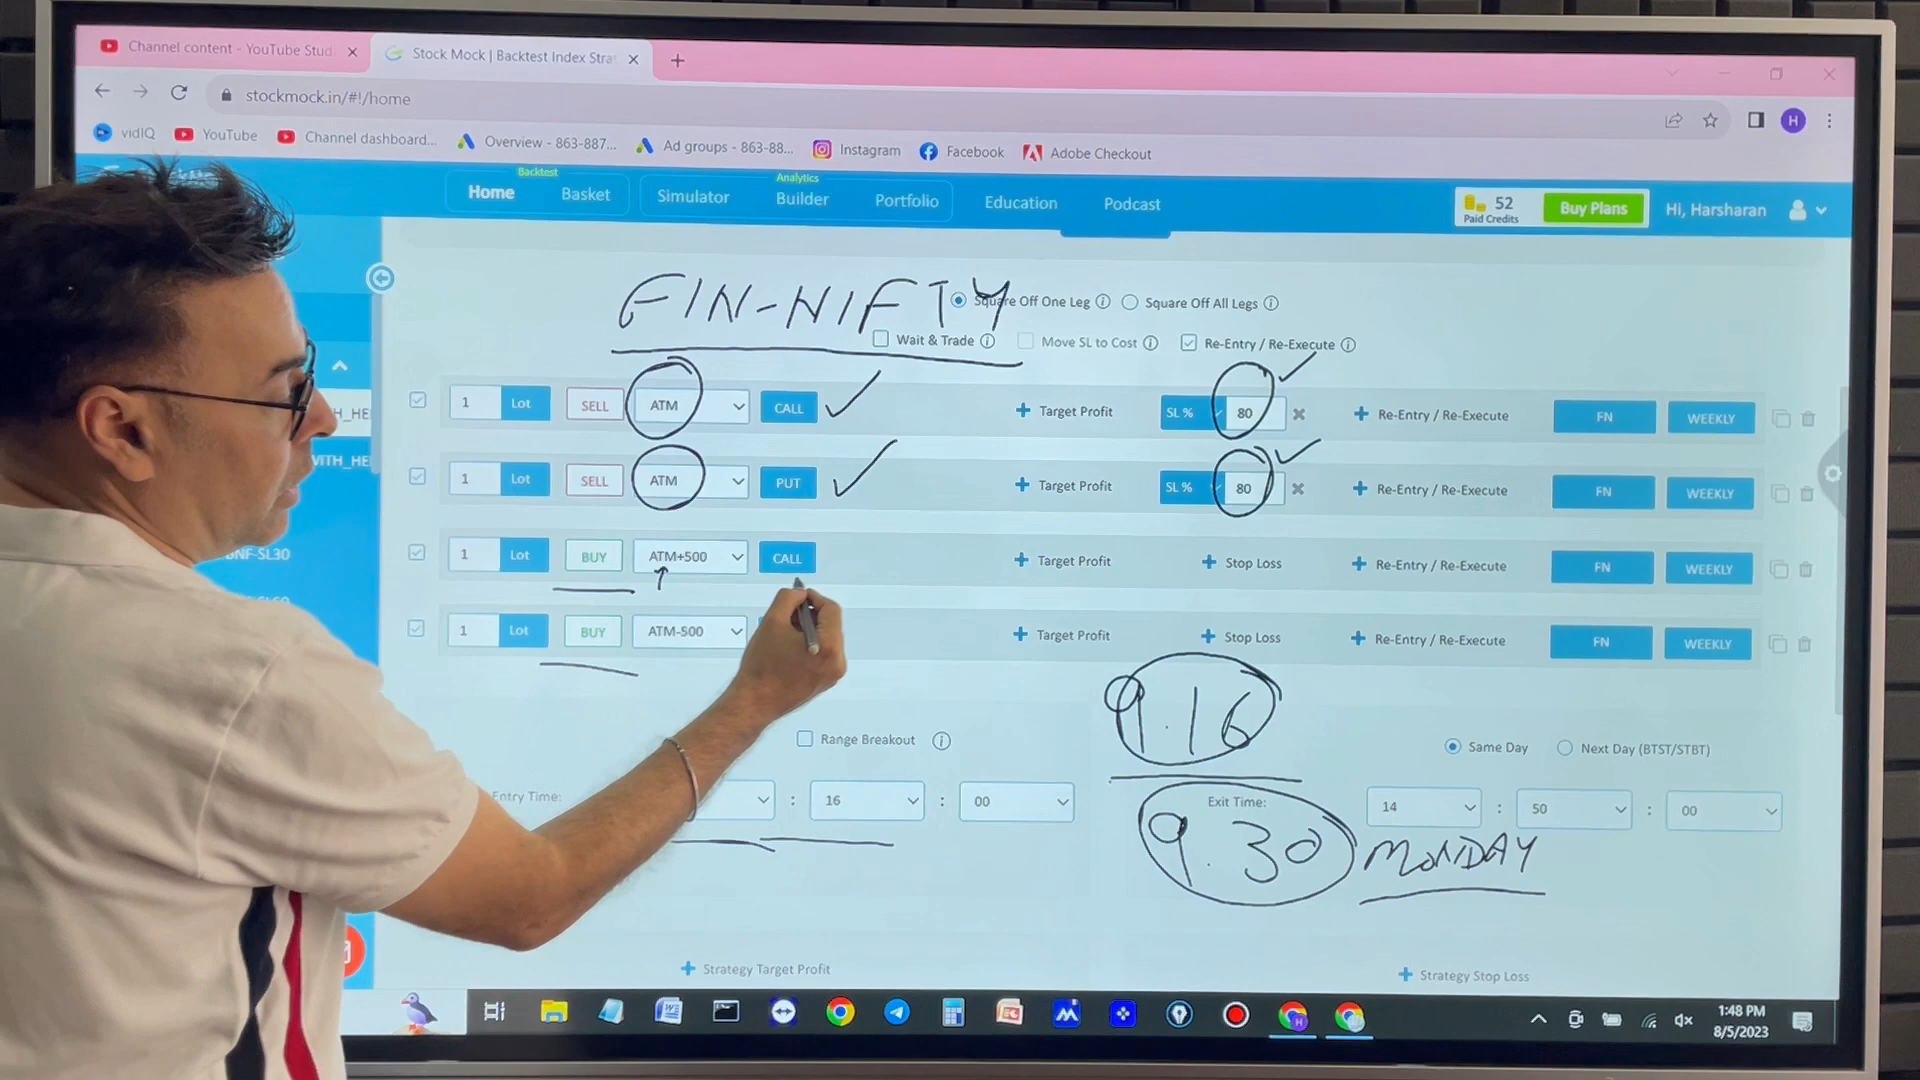 Channel content - YouTube Stud
Stock Mock | Backtest Index Stra
stockmock.in/#!/home
H
vidIQ YouTube Channel dashboard... Overview - 863-887... Ad groups - 863-88... Instagram Facebook Adobe Checkout
Backtest
Analytics
Home Basket Simulator Builder Portfolio Education Podcast
52
Paid Credits
Buy Plans
Hi, Harsharan
FIN-NIFTY
Square Off One Leg Square Off All Legs
Wait & Trade Move SL to Cost Re-Entry / Re-Execute
1 Lot SELL ATM CALL Target Profit SL % 80 Re-Entry / Re-Execute FN WEEKLY
1 Lot SELL ATM PUT Target Profit SL % 80 Re-Entry / Re-Execute FN WEEKLY
1 Lot BUY ATM+500 CALL Target Profit Stop Loss Re-Entry / Re-Execute FN WEEKLY
1 Lot BUY ATM-500 Target Profit Stop Loss Re-Entry / Re-Execute FN WEEKLY
H_HE
WITH_HE
BNF-SL30
9.16
Range Breakout
Same Day Next Day (BTST/STBT)
Entry Time: : 16 : 00
Exit Time: 14 : 50 : 00
9.30 MONDAY
Strategy Target Profit
Strategy Stop Loss
1:48 PM
8/5/2023